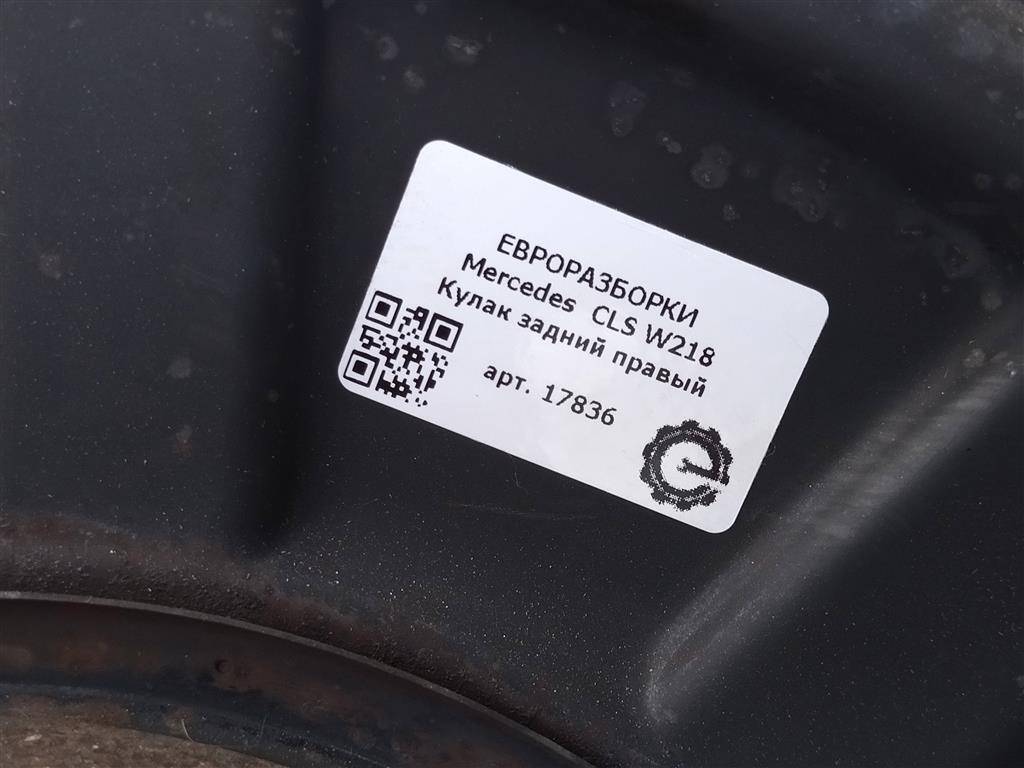 ЕВРОРАЗБОРКИ
Mercedes CLS W218
Кулак задний правый
арт. 17836